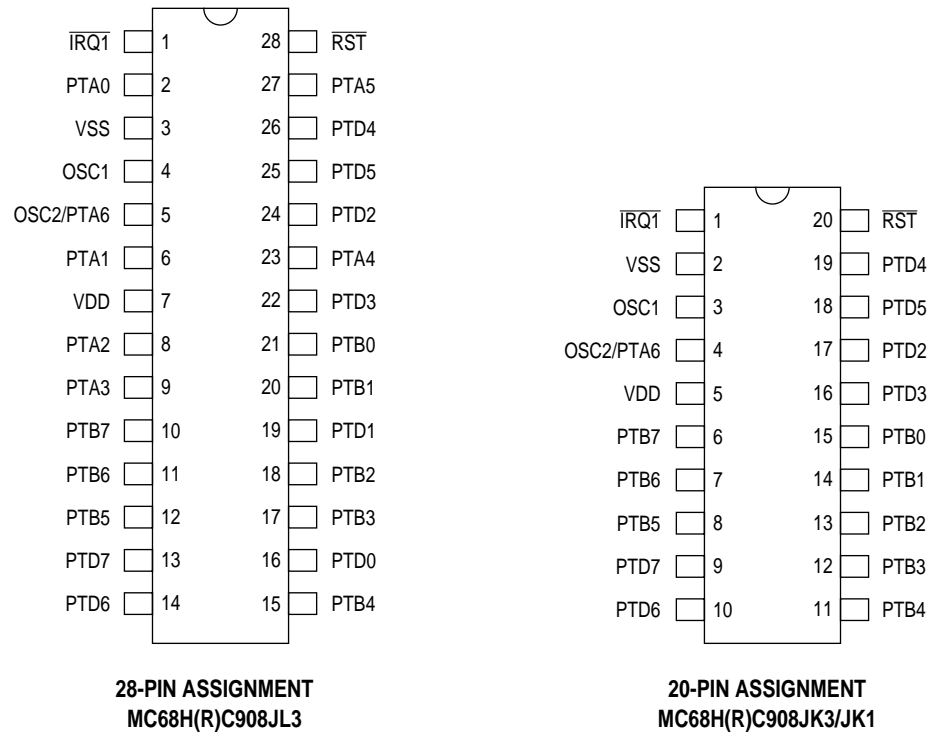 IRQ1 1 28 RST
PTA0 2 27 PTA5
VSS 3 26 PTD4
OSC1 4 25 PTD5
OSC2/PTA6 5 24 PTD2
PTA1 6 23 PTA4
VDD 7 22 PTD3
PTA2 8 21 PTB0
PTA3 9 20 PTB1
PTB7 10 19 PTD1
PTB6 11 18 PTB2
PTB5 12 17 PTB3
PTD7 13 16 PTD0
PTD6 14 15 PTB4
28-PIN ASSIGNMENT
MC68H(R)C908JL3
IRQ1 1 20 RST
VSS 2 19 PTD4
OSC1 3 18 PTD5
OSC2/PTA6 4 17 PTD2
VDD 5 16 PTD3
PTB7 6 15 PTB0
PTB6 7 14 PTB1
PTB5 8 13 PTB2
PTD7 9 12 PTB3
PTD6 10 11 PTB4
20-PIN ASSIGNMENT
MC68H(R)C908JK3/JK1